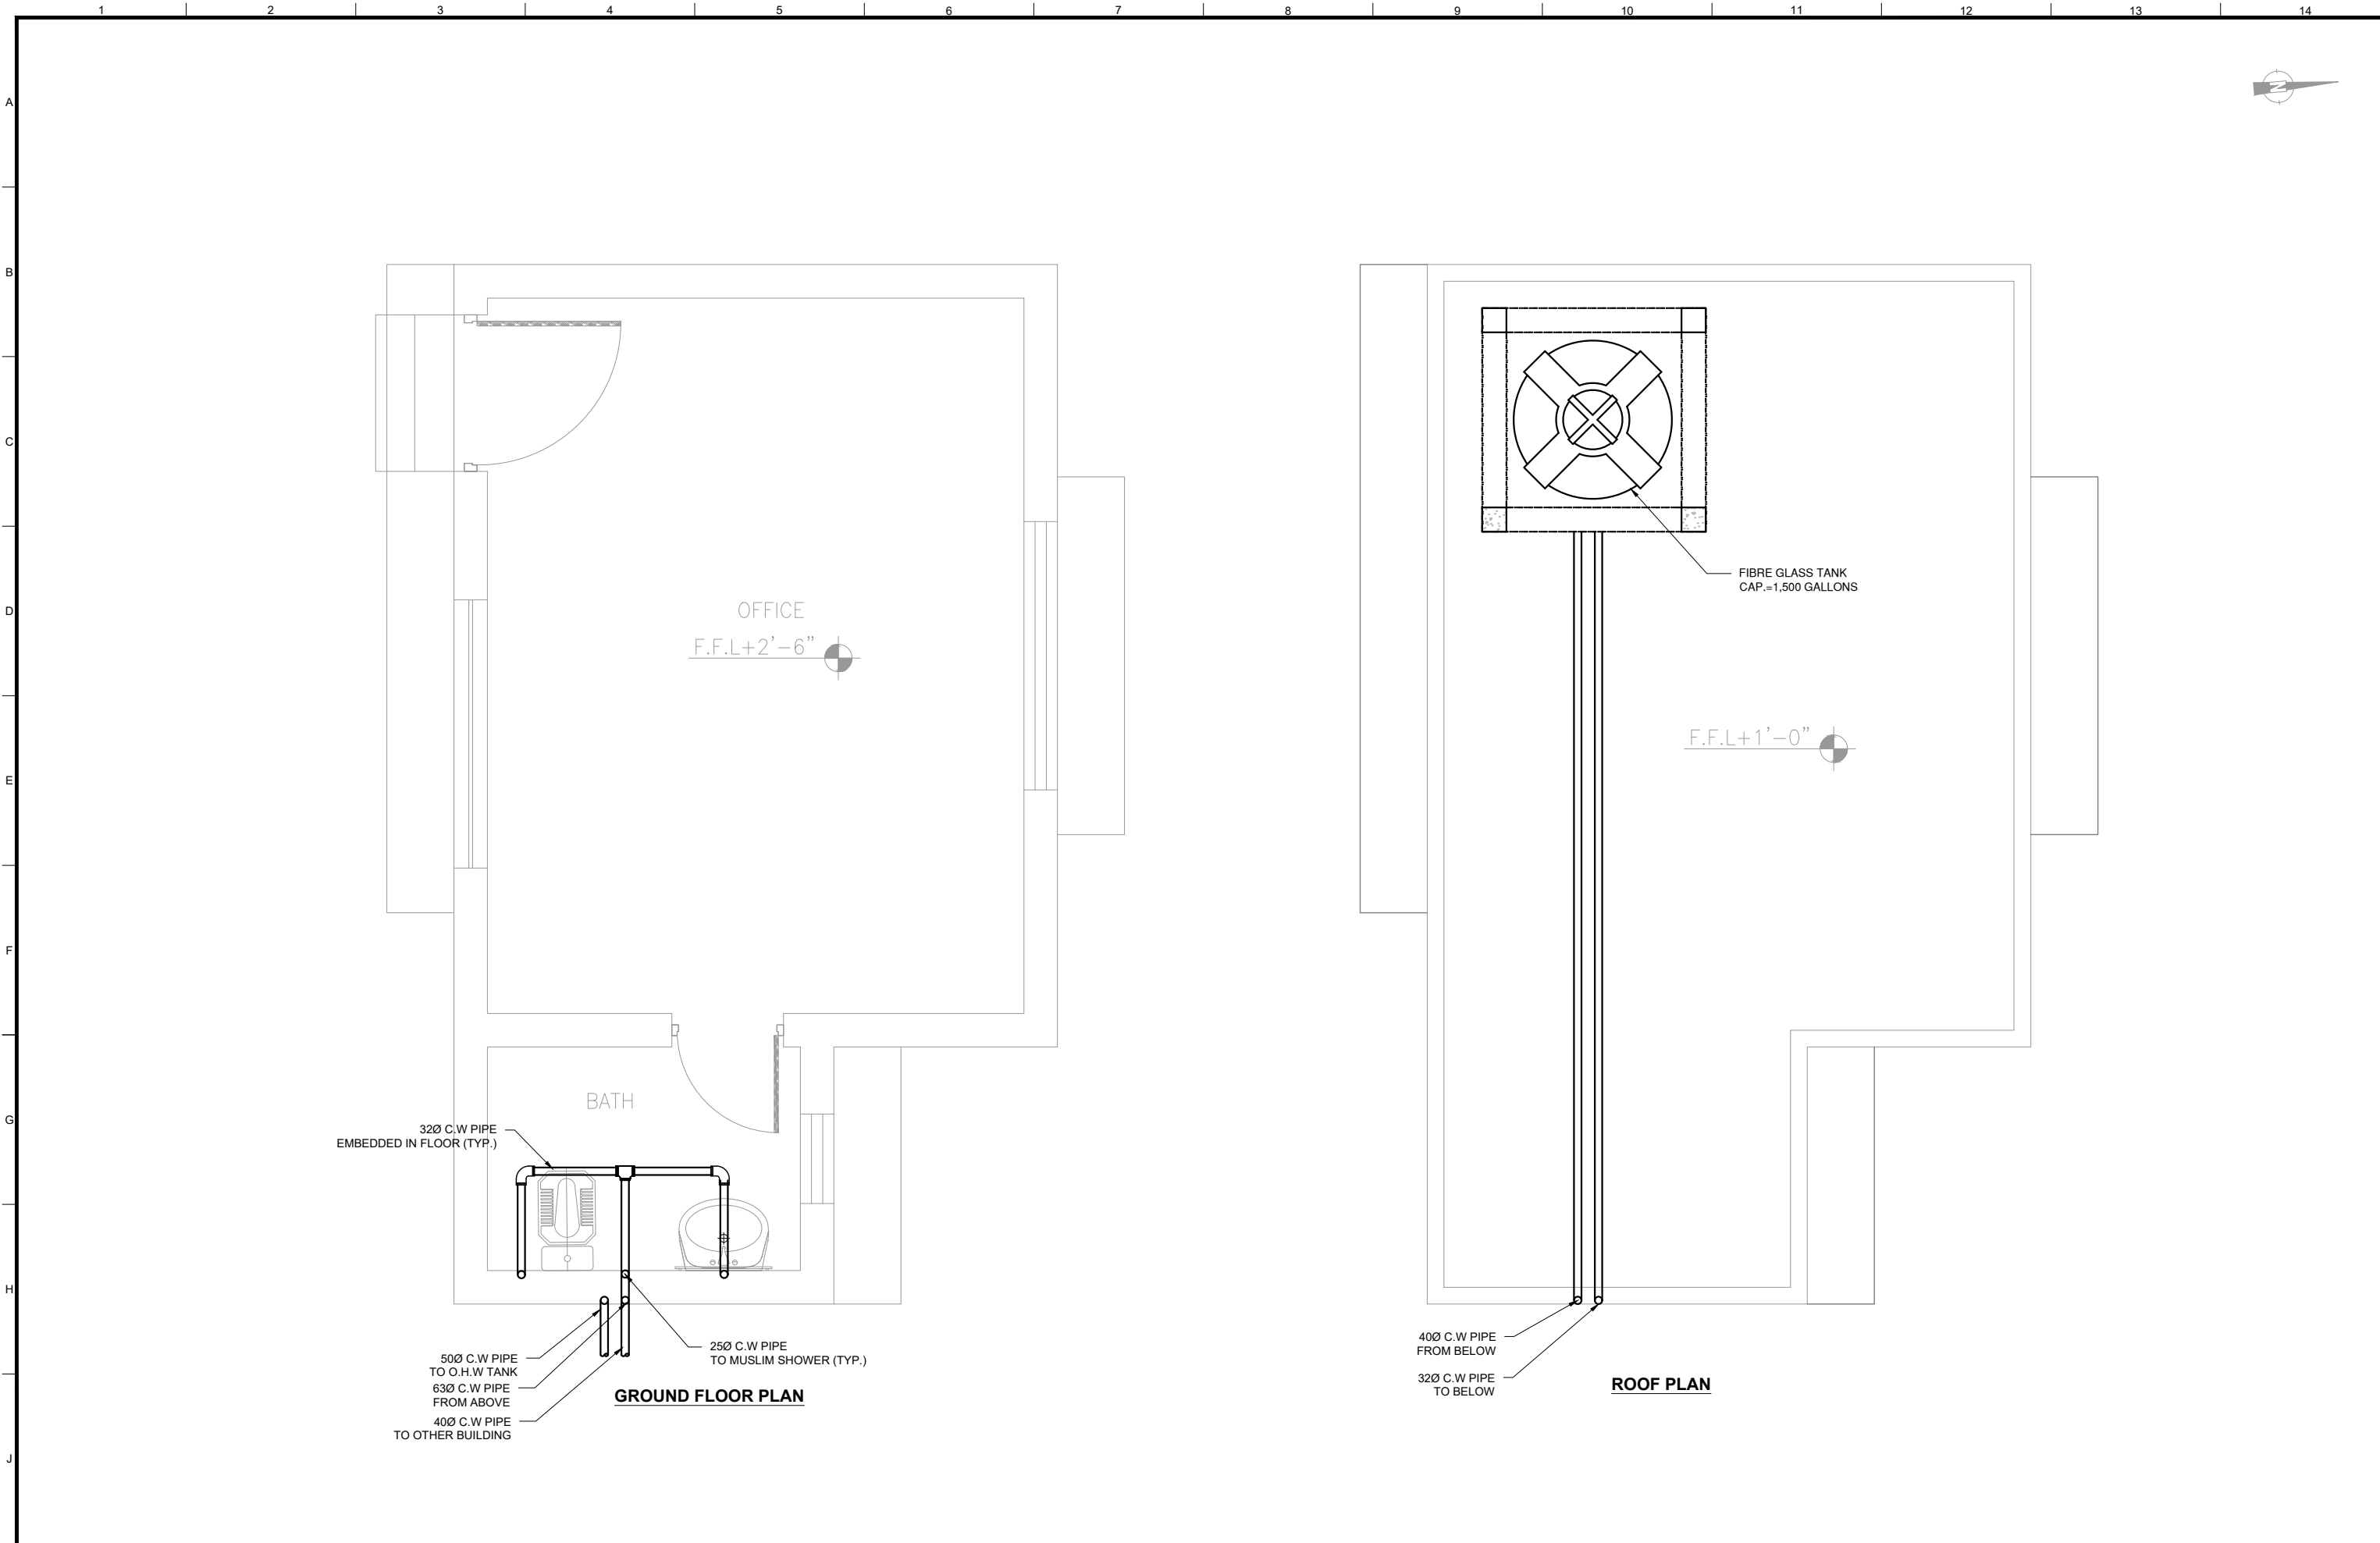 1 2 3 4 5 6 7 8 9 10 11 12 13 14
A
B
C
D
E
F
G
H
J
N
OFFICE
F.F.L+2'-6"
BATH
32Ø C.W PIPE
EMBEDDED IN FLOOR (TYP.)
50Ø C.W PIPE
TO O.H.W TANK
63Ø C.W PIPE
FROM ABOVE
40Ø C.W PIPE
TO OTHER BUILDING
25Ø C.W PIPE
TO MUSLIM SHOWER (TYP.)
GROUND FLOOR PLAN
FIBRE GLASS TANK
CAP.=1,500 GALLONS
F.F.L+1'-0"
40Ø C.W PIPE
FROM BELOW
32Ø C.W PIPE
TO BELOW
ROOF PLAN